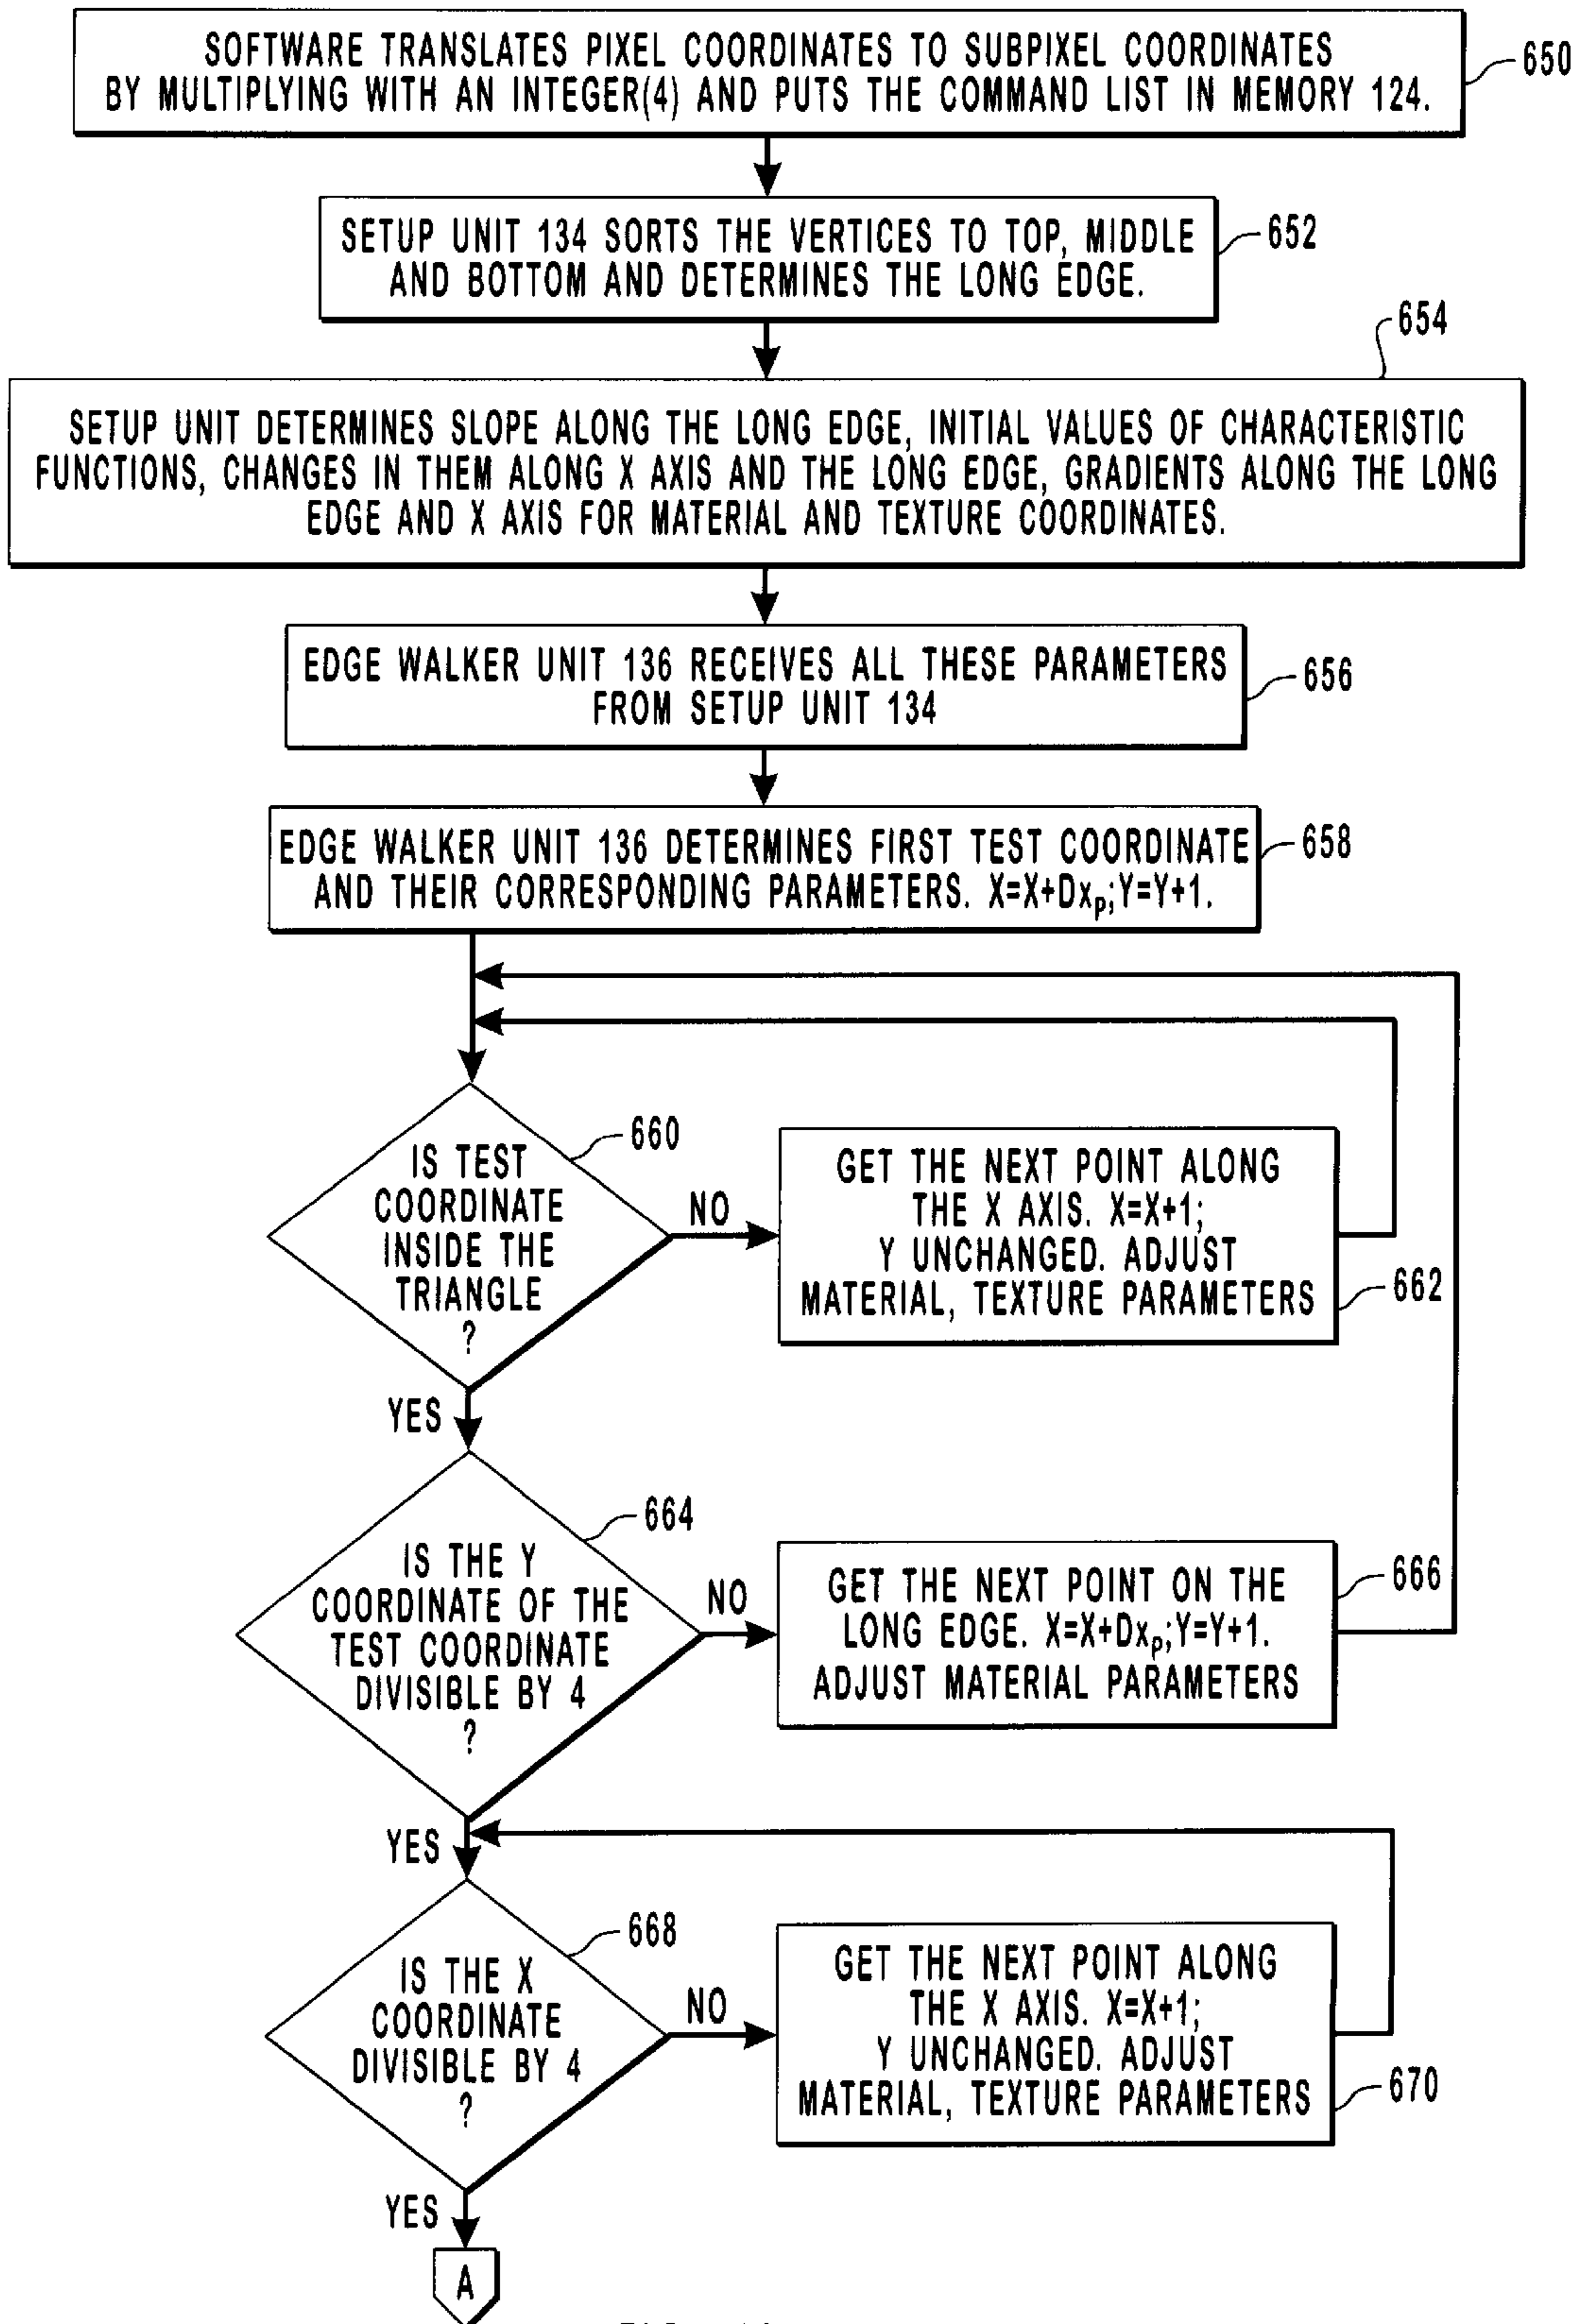 SOFTWARE TRANSLATES PIXEL COORDINATES TO SUBPIXEL COORDINATES
BY MULTIPLYING WITH AN INTEGER(4) AND PUTS THE COMMAND LIST IN MEMORY 124.
650
SETUP UNIT 134 SORTS THE VERTICES TO TOP, MIDDLE
AND BOTTOM AND DETERMINES THE LONG EDGE.
652
654
SETUP UNIT DETERMINES SLOPE ALONG THE LONG EDGE, INITIAL VALUES OF CHARACTERISTIC
FUNCTIONS, CHANGES IN THEM ALONG X AXIS AND THE LONG EDGE, GRADIENTS ALONG THE LONG
EDGE AND X AXIS FOR MATERIAL AND TEXTURE COORDINATES.
EDGE WALKER UNIT 136 RECEIVES ALL THESE PARAMETERS
FROM SETUP UNIT 134
656
EDGE WALKER UNIT 136 DETERMINES FIRST TEST COORDINATE
AND THEIR CORRESPONDING PARAMETERS. X=X+Dxp;Y=Y+1.
658
IS TEST
COORDINATE
INSIDE THE
TRIANGLE
?
660
NO
GET THE NEXT POINT ALONG
THE X AXIS. X=X+1;
Y UNCHANGED. ADJUST
MATERIAL, TEXTURE PARAMETERS
662
YES
IS THE Y
COORDINATE OF THE
TEST COORDINATE
DIVISIBLE BY 4
?
664
NO
GET THE NEXT POINT ON THE
LONG EDGE. X=X+Dxp;Y=Y+1.
ADJUST MATERIAL PARAMETERS
666
YES
IS THE X
COORDINATE
DIVISIBLE BY 4
?
668
NO
GET THE NEXT POINT ALONG
THE X AXIS. X=X+1;
Y UNCHANGED. ADJUST
MATERIAL, TEXTURE PARAMETERS
670
YES
A